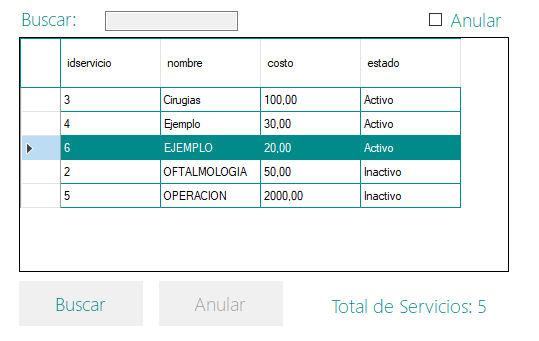 Buscar: Anular
idservicio nombre costo estado
3 Cirugias 100,00 Activo
4 Ejemplo 30,00 Activo
6 EJEMPLO 20,00 Activo
2 OFTALMOLOGIA 50,00 Inactivo
5 OPERACION 2000,00 Inactivo
Buscar Anular Total de Servicios: 5